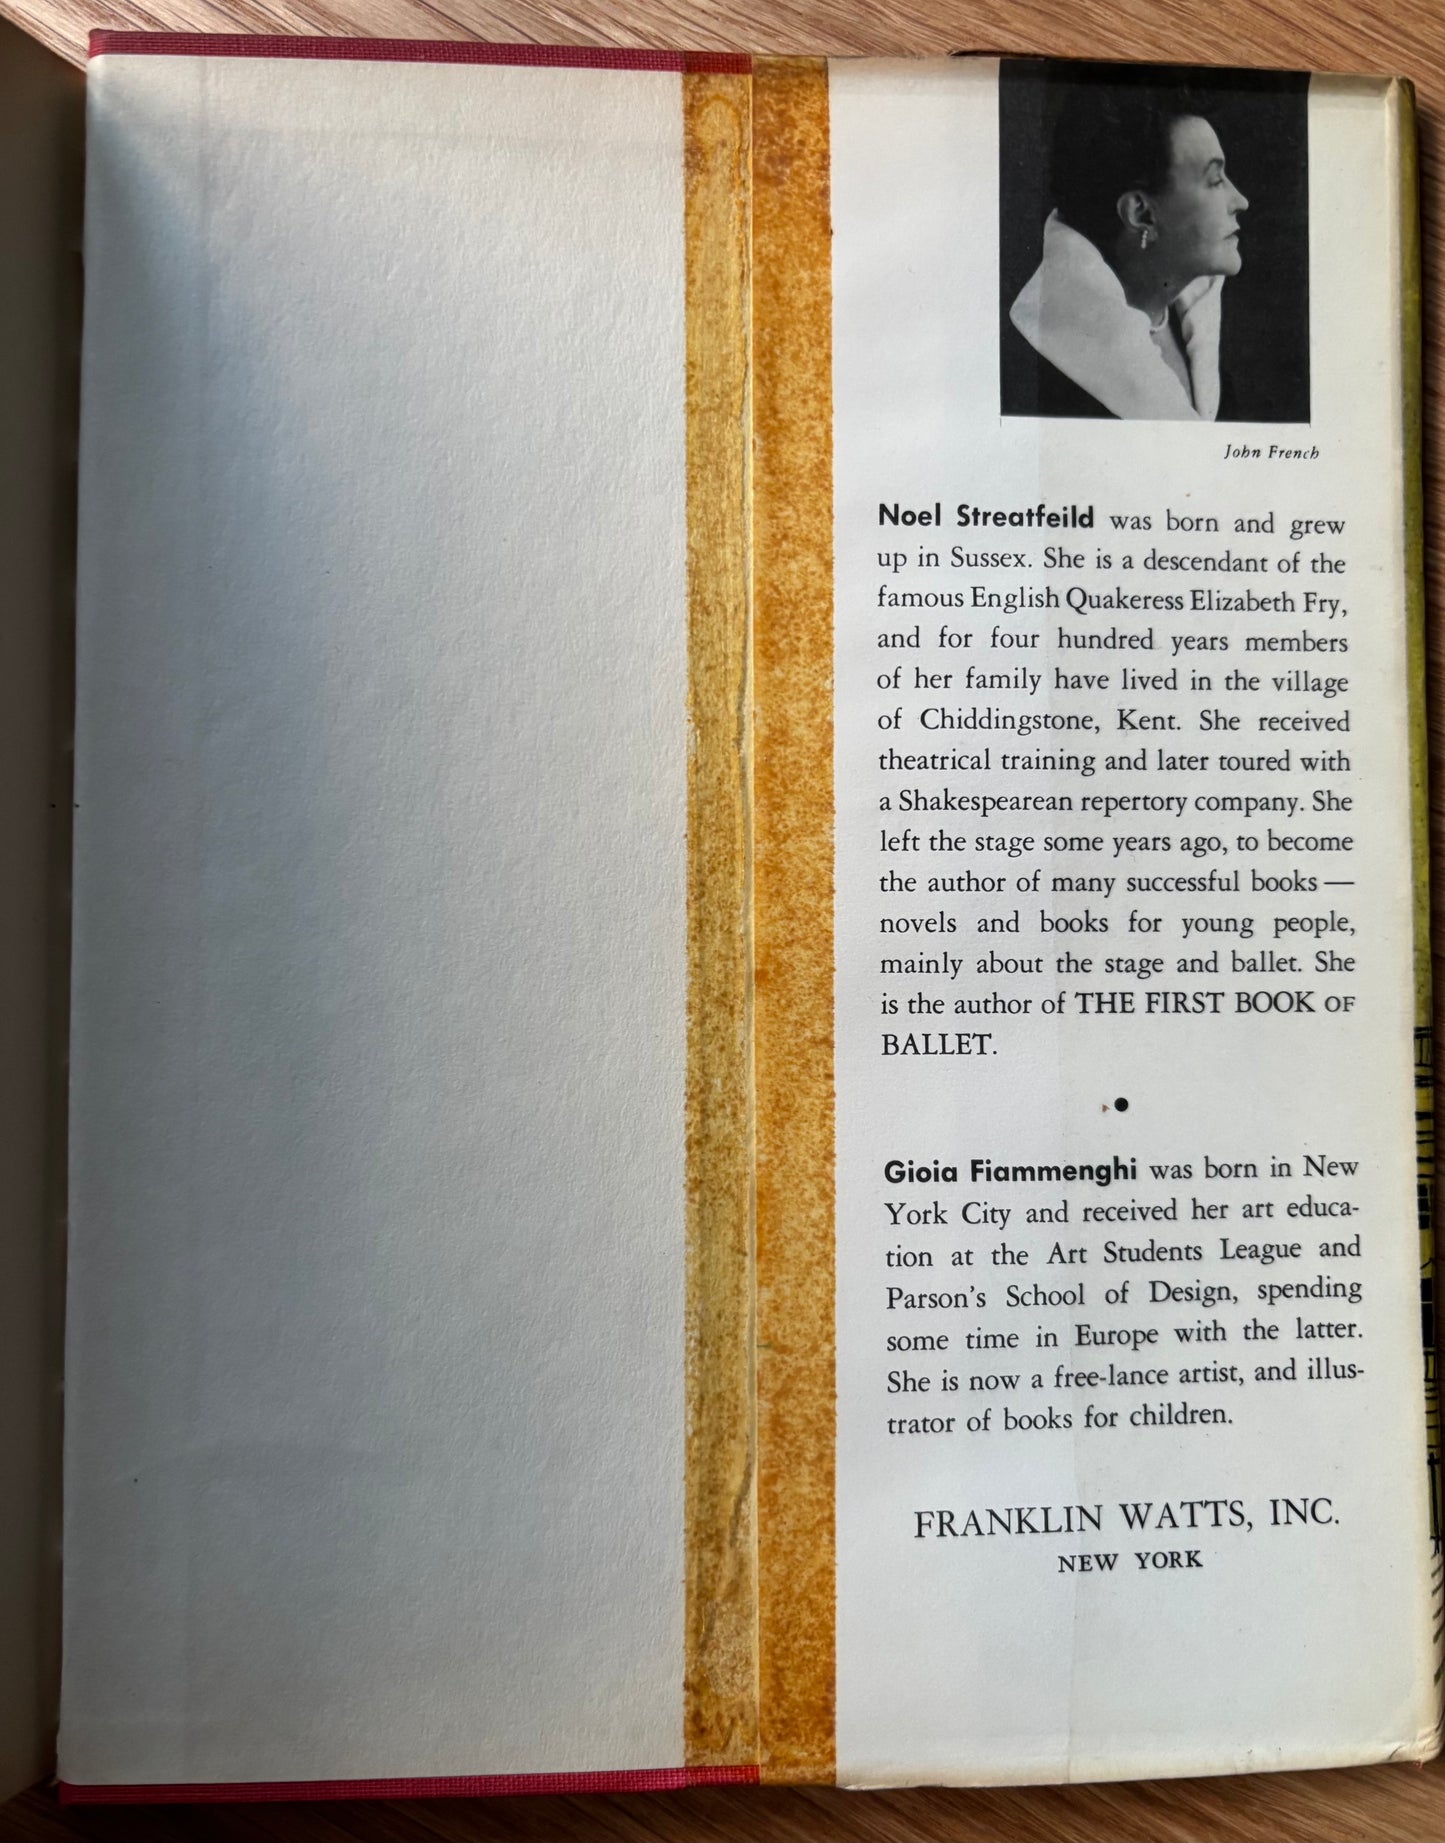 John French
Noel Streatfeild was born and grew
up in Sussex. She is a descendant of the
famous English Quakeress Elizabeth Fry,
and for four hundred years members
of her family have lived in the village
of Chiddingstone, Kent. She received
theatrical training and later toured with
a Shakespearean repertory company. She
left the stage some years ago, to become
the author of many successful books —
novels and books for young people,
mainly about the stage and ballet. She
is the author of THE FIRST BOOK OF
BALLET.
Gioia Fiammenghi was born in New
York City and received her art educa-
tion at the Art Students League and
Parson's School of Design, spending
some time in Europe with the latter.
She is now a free-lance artist, and illus-
trator of books for children.
FRANKLIN WATTS, INC.
NEW YORK